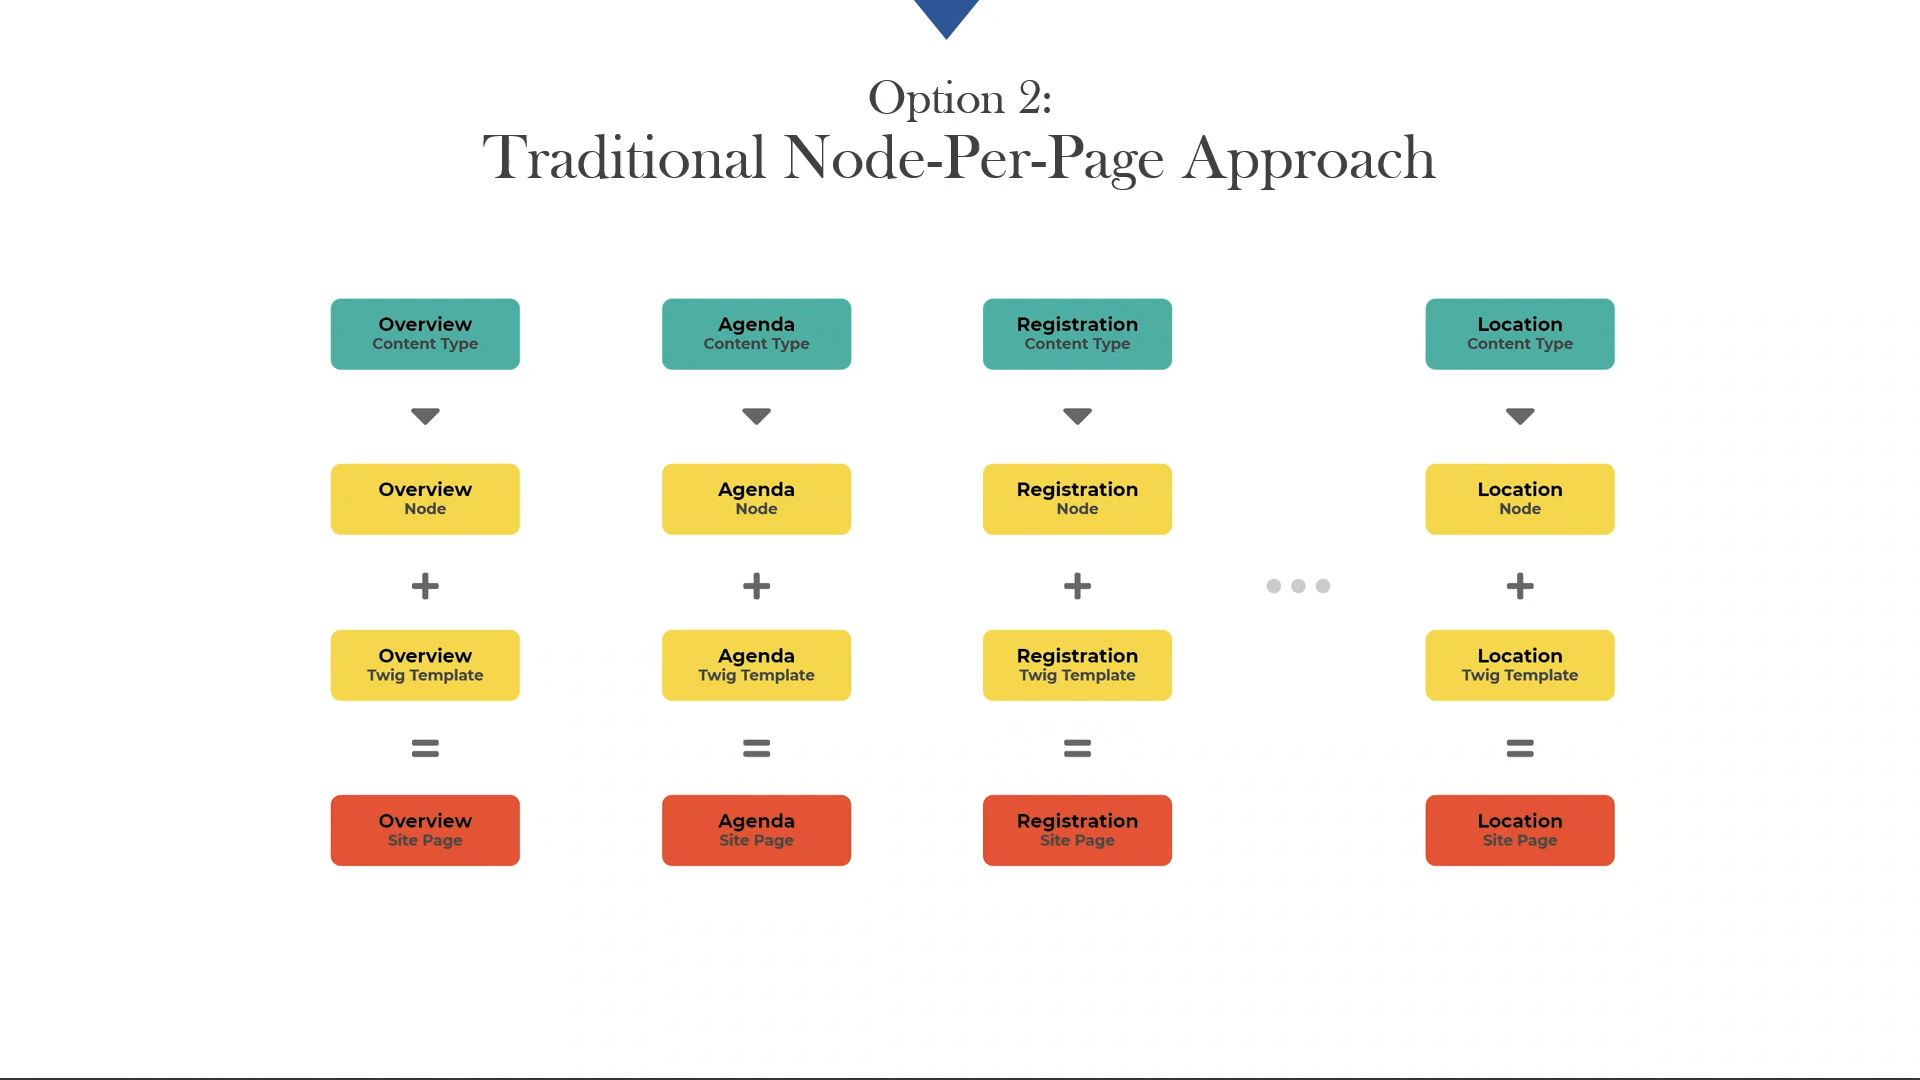 Option 2:
Traditional Node-Per-Page Approach
Overview
Content Type
Agenda
Content Type
Registration
Content Type
Location
Content Type
Overview
Node
Agenda
Node
Registration
Node
Location
Node
Overview
Twig Template
Agenda
Twig Template
Registration
Twig Template
Location
Twig Template
Overview
Site Page
Agenda
Site Page
Registration
Site Page
Location
Site Page